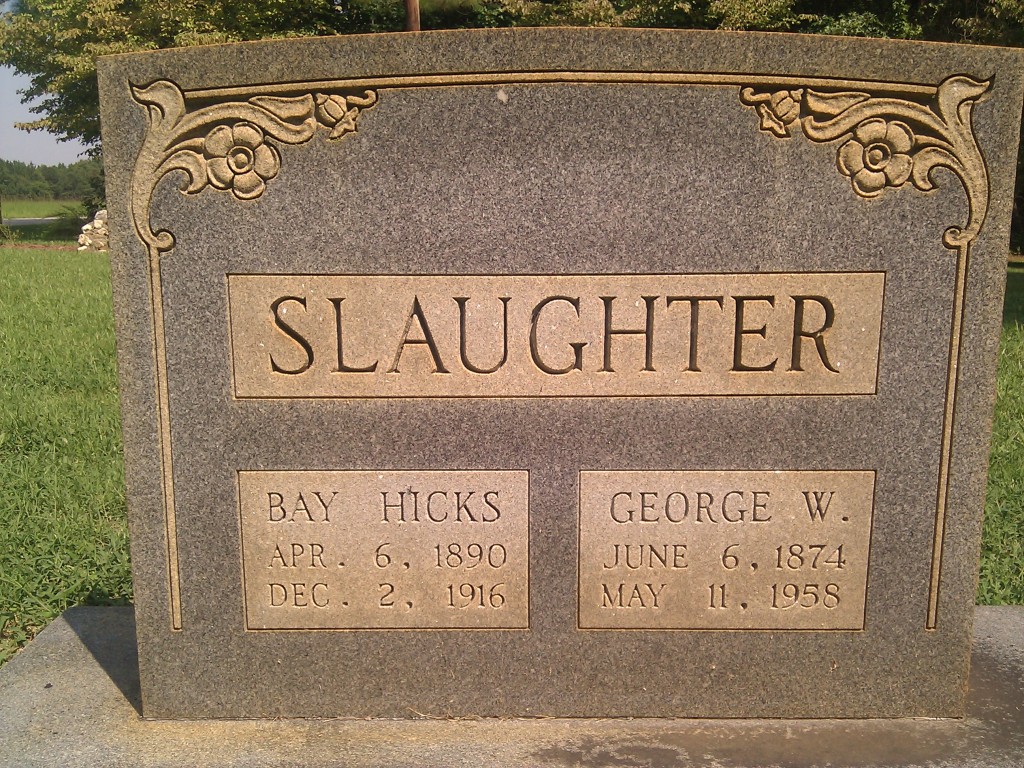 SLAUGHTER
BAY HICKS
APR. 6, 1890
DEC. 2, 1916
GEORGE W.
JUNE 6, 1874
MAY 11, 1958